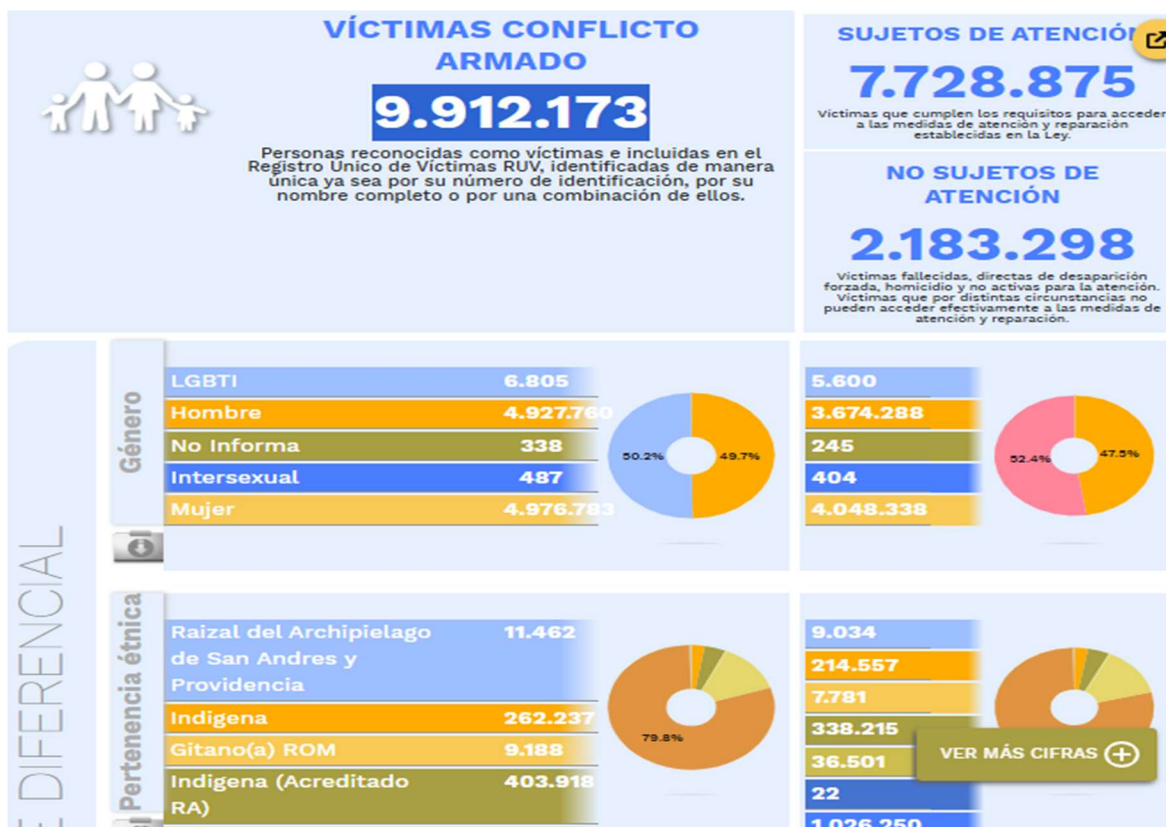 VÍCTIMAS CONFLICTO
ARMADO
9.912.173
Personas reconocidas como víctimas e incluidas en el
Registro Unico de Víctimas RUV, identificadas de manera
única ya sea por su número de identificación, por su
nombre completo o por una combinación de ellos.
SUJETOS DE ATENCIÓ
7.728.875
Víctimas que cumplen los requisitos para acceder
a las medidas de atención y reparación
establecidas en la Ley.
NO SUJETOS DE
ATENCIÓN
2.183.298
Víctimas fallecidas, directas de desaparición
forzada, homicidio y no activas para la atención.
Víctimas que por distintas circunstancias no
pueden acceder efectivamente a las medidas de
atención y reparación.
DIFERENCIAL
Género
LGBTI 6.805
Hombre 4.927.760
No Informa 338
Intersexual 487
Mujer 4.976.783
50.2% 49.7%
5.600
3.674.288
245
404
4.048.338
52.4% 47.5%
Pertenencia étnica
Raizal del Archipielago 11.462
de San Andres y
Providencia
Indigena 262.237
Gitano(a) ROM 9.188
Indigena (Acreditado 403.918
RA)
79.8%
9.034
214.557
7.781
338.215
36.501
22
1.026.250
VER MÁS CIFRAS